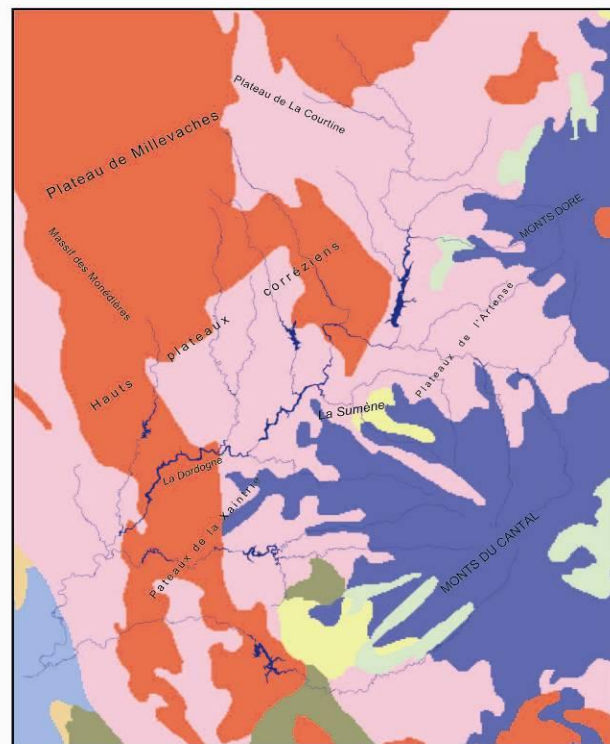 Plateau de La Courtine
Plateau de Millevaches
MONTS DORE
Massif des Monédières
Hauts plateaux corréziens
Plateaux de l'Artense
La Sumène
La Dordogne
Pateaux de la Xaintrie
MONTS DU CANTAL